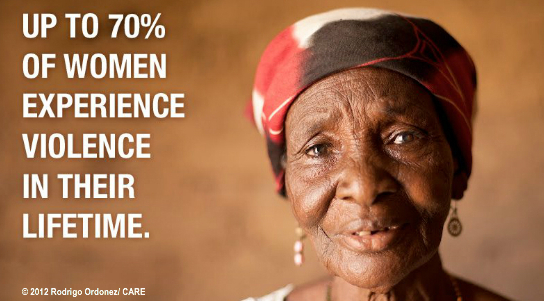 UP TO 70%
OF WOMEN
EXPERIENCE
VIOLENCE
IN THEIR
LIFETIME.
© 2012 Rodrigo Ordonez/ CARE